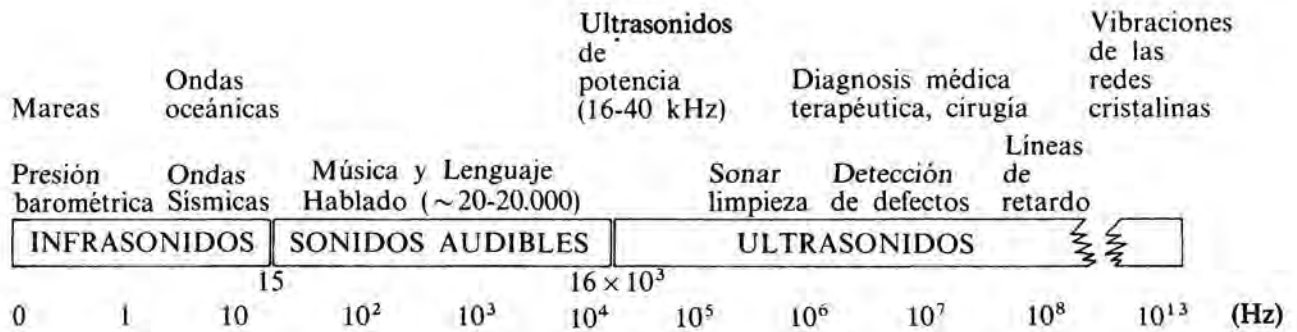 Ultrasonidos
de
potencia
(16-40 kHz)
Vibraciones
de las
redes
cristalinas
Mareas
Ondas
oceánicas
Diagnosis médica
terapéutica, cirugía
Presión
barométrica
Ondas
Sísmicas
Música y Lenguaje
Hablado (~20-20.000)
Sonar
limpieza
Detección
de defectos
Líneas
de
retardo
INFRASONIDOS
SONIDOS AUDIBLES
ULTRASONIDOS
15
16 × 10³
0 1 10 10² 10³ 10⁴ 10⁵ 10⁶ 10⁷ 10⁸ 10¹³ (Hz)